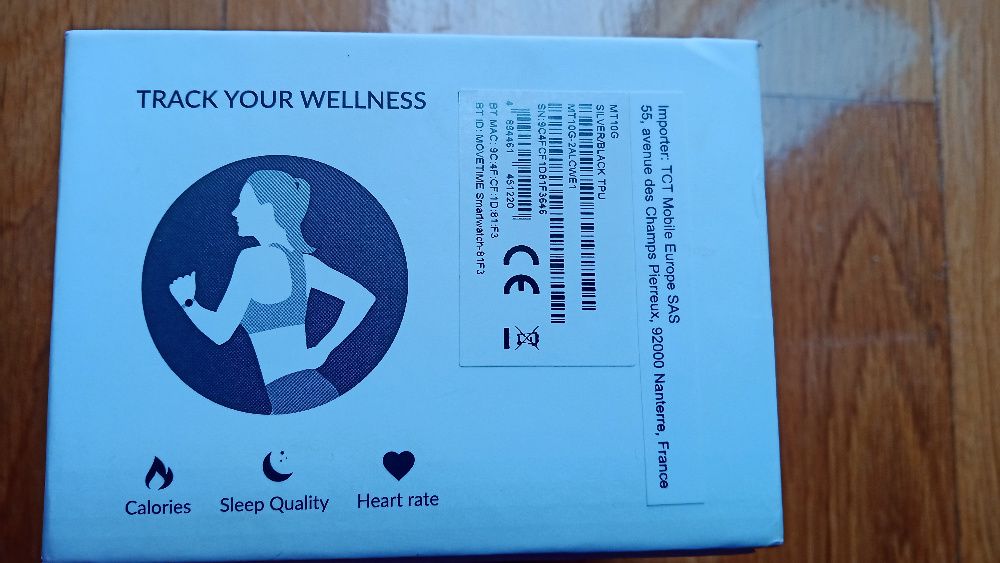 TRACK YOUR WELLNESS
Calories
Sleep Quality
Heart rate
MT10G
SILVER/BLACK TPU
MT10G-2ALCWE1
SN:9C4FCF1D81F3646
4 894461 451220
BT MAC: 9C:4F:CF:1D:81:F3
BT ID: MOVETIME Smartwatch-81F3
CE
Importer: TCT Mobile Europe SAS
55, avenue des Champs Pierreux, 92000 Nanterre, France